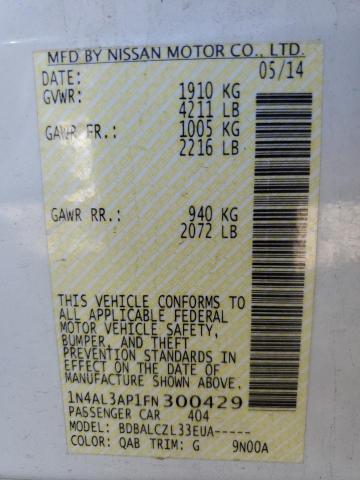 MFD BY NISSAN MOTOR CO., LTD.
DATE: 05/14
GVWR: 1910 KG
4211 LB
GAWR FR.: 1005 KG
2216 LB
GAWR RR.: 940 KG
2072 LB
THIS VEHICLE CONFORMS TO
ALL APPLICABLE FEDERAL
MOTOR VEHICLE SAFETY,
BUMPER, AND THEFT
PREVENTION STANDARDS IN
EFFECT ON THE DATE OF
MANUFACTURE SHOWN ABOVE.
1N4AL3AP1FN300429
PASSENGER CAR 404
MODEL: BDBALCZL33EUA-----
COLOR: QAB TRIM: G 9N00A